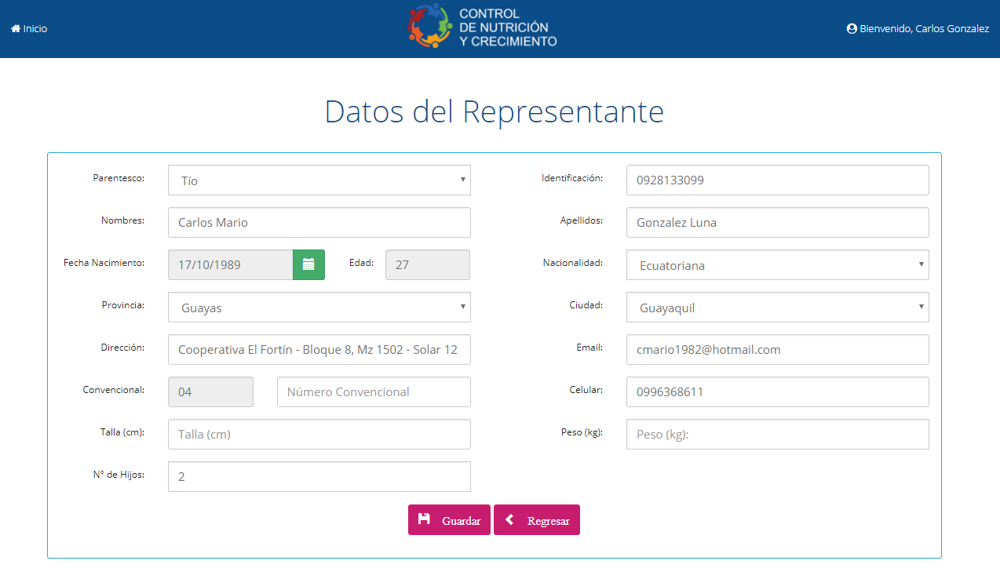 Inicio
CONTROL
DE NUTRICIÓN
Y CRECIMIENTO
Bienvenido, Carlos Gonzalez
Datos del Representante
Parentesco: Tío Identificación: 0928133099
Nombres: Carlos Mario Apellidos: Gonzalez Luna
Fecha Nacimiento: 17/10/1989 Edad: 27 Nacionalidad: Ecuatoriana
Provincia: Guayas Ciudad: Guayaquil
Dirección: Cooperativa El Fortín - Bloque 8, Mz 1502 - Solar 12 Email: cmario1982@hotmail.com
Convencional: 04 Número Convencional Celular: 0996368611
Talla (cm): Talla (cm) Peso (kg): Peso (kg):
N° de Hijos: 2
Guardar Regresar